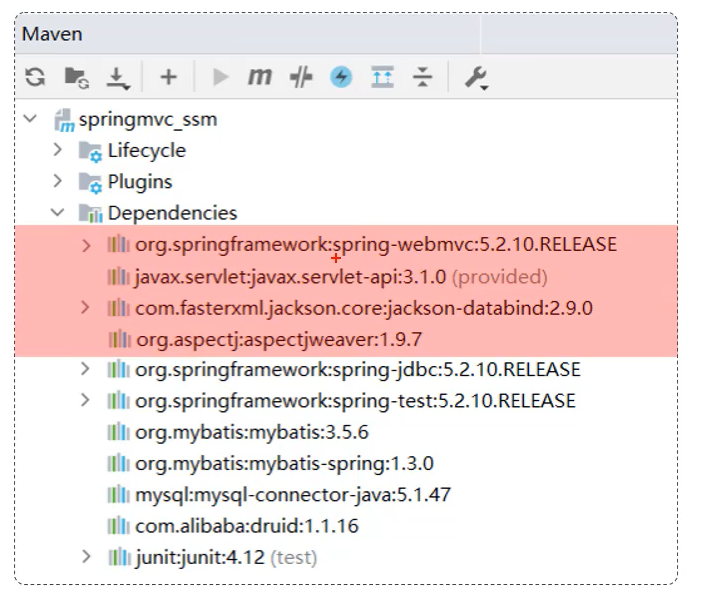 Maven
springmvc_ssm
Lifecycle
Plugins
Dependencies
org.springframework:spring-webmvc:5.2.10.RELEASE
javax.servlet:javax.servlet-api:3.1.0 (provided)
com.fasterxml.jackson.core:jackson-databind:2.9.0
org.aspectj:aspectjweaver:1.9.7
org.springframework:spring-jdbc:5.2.10.RELEASE
org.springframework:spring-test:5.2.10.RELEASE
org.mybatis:mybatis:3.5.6
org.mybatis:mybatis-spring:1.3.0
mysql:mysql-connector-java:5.1.47
com.alibaba:druid:1.1.16
junit:junit:4.12 (test)